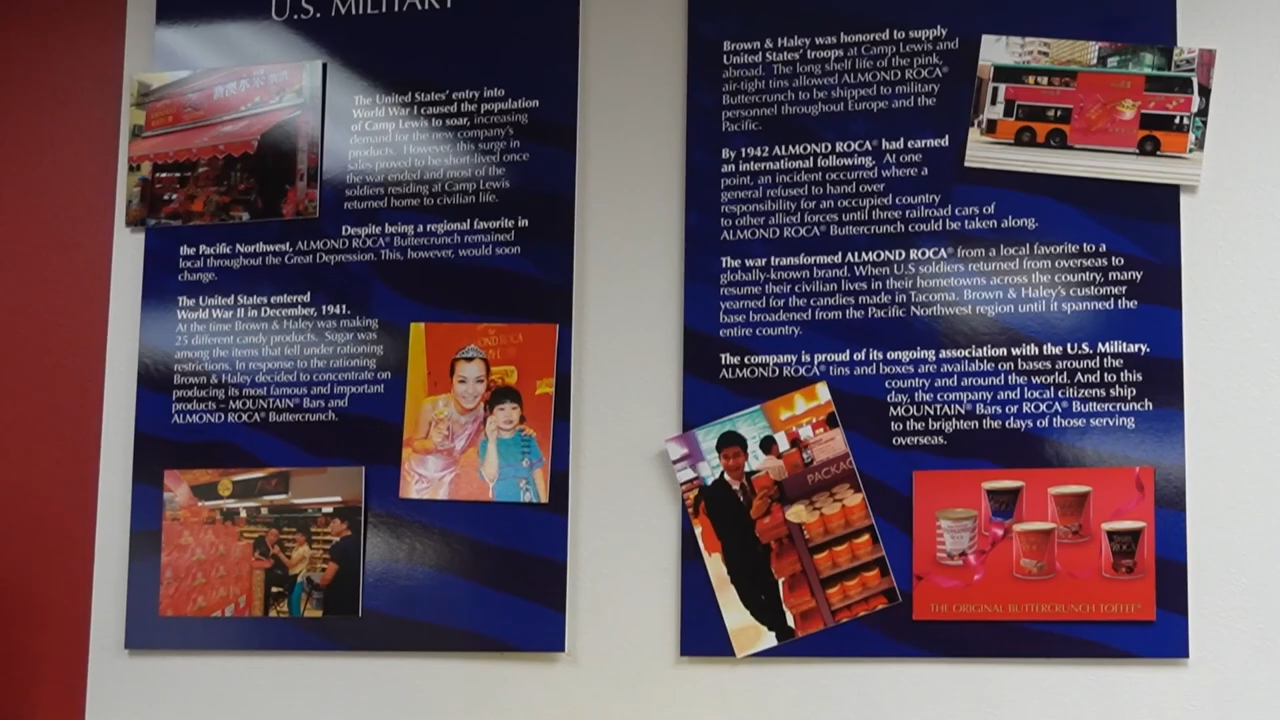 U.S. MILITARY
The United States' entry into
World War I caused the population
of Camp Lewis to soar, increasing
demand for the new company's
products. However, this surge in
sales proved to be short-lived once
the war ended and most of the
soldiers residing at Camp Lewis
returned home to civilian life.
Despite being a regional favorite in
the Pacific Northwest, ALMOND ROCA® Buttercrunch remained
local throughout the Great Depression. This, however, would soon
change.
The United States entered
World War II in December, 1941.
At the time Brown & Haley was making
25 different candy products. Sugar was
among the items that fell under rationing
restrictions. In response to the rationing
Brown & Haley decided to concentrate on
producing its most famous and important
products – MOUNTAIN® Bars and
ALMOND ROCA® Buttercrunch.
Brown & Haley was honored to supply
United States' troops at Camp Lewis and
abroad. The long shelf life of the pink,
air-tight tins allowed ALMOND ROCA®
Buttercrunch to be shipped to military
personnel throughout Europe and the
Pacific.
By 1942 ALMOND ROCA® had earned
an international following. At one
point, an incident occurred where a
general refused to hand over
responsibility for an occupied country
to other allied forces until three railroad cars of
ALMOND ROCA® Buttercrunch could be taken along.
The war transformed ALMOND ROCA® from a local favorite to a
globally-known brand. When U.S soldiers returned from overseas to
resume their civilian lives in their hometowns across the country, many
yearned for the candies made in Tacoma. Brown & Haley's customer
base broadened from the Pacific Northwest region until it spanned the
entire country.
The company is proud of its ongoing association with the U.S. Military.
ALMOND ROCA® tins and boxes are available on bases around the
country and around the world. And to this
day, the company and local citizens ship
MOUNTAIN® Bars or ROCA® Buttercrunch
to the brighten the days of those serving
overseas.
PACKAG
ROCA
THE ORIGINAL BUTTERCRUNCH TOFFEE®